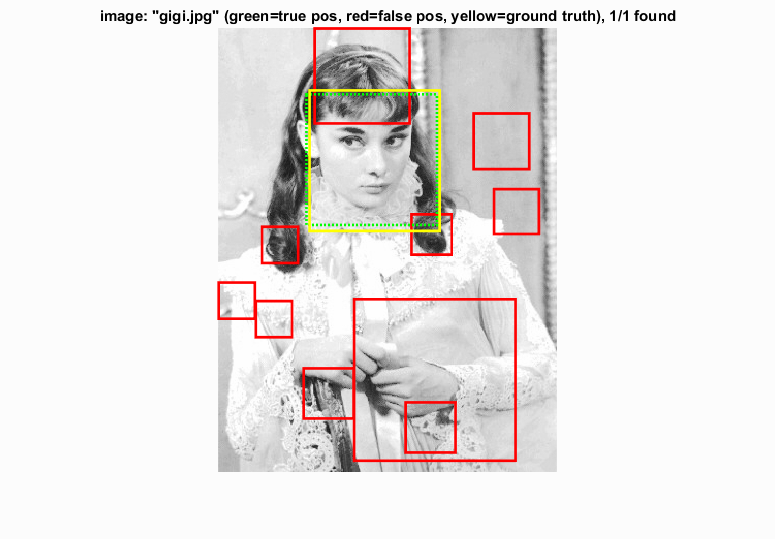 image: "gigi.jpg" (green=true pos, red=false pos, yellow=ground truth), 1/1 found